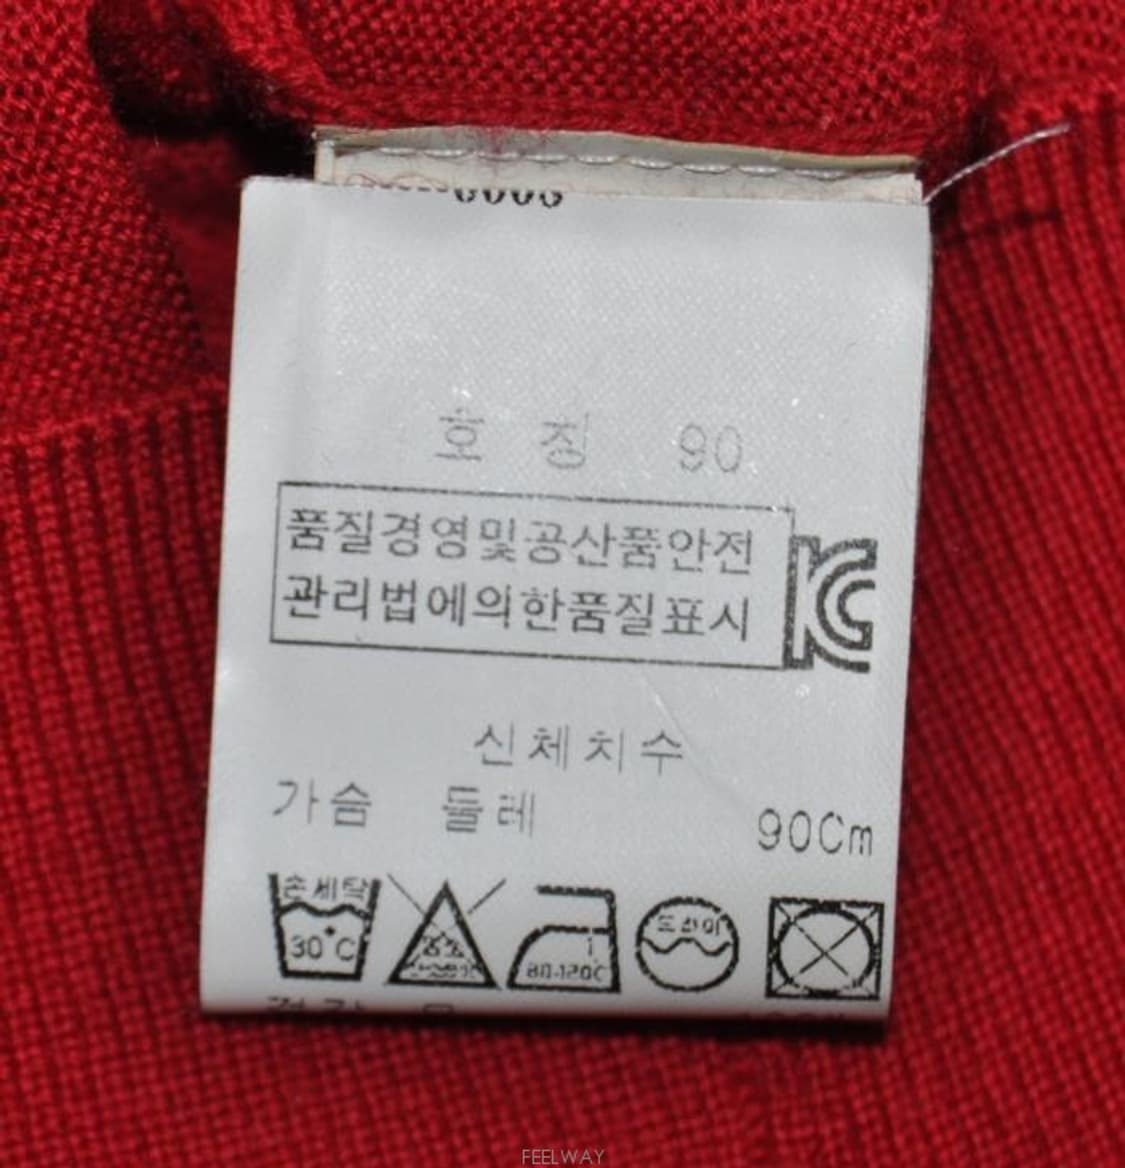 호 칭 90
품질경영및공산품안전
관리법에의한품질표시
KC
신체치수
가슴 둘레 90Cm
손세탁
30°C
80-120C
드라이
FEELWAY